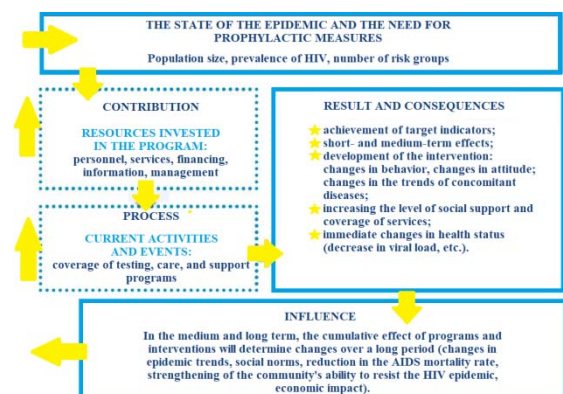 THE STATE OF THE EPIDEMIC AND THE NEED FOR
PROPHYLACTIC MEASURES
Population size, prevalence of HIV, number of risk groups
CONTRIBUTION
RESOURCES INVESTED
IN THE PROGRAM:
personnel, services, financing,
information, management
PROCESS
CURRENT ACTIVITIES
AND EVENTS:
coverage of testing, care, and support
programs
RESULT AND CONSEQUENCES
achievement of target indicators;
short- and medium-term effects;
development of the intervention:
changes in behavior, changes in attitude;
changes in the trends of concomitant
diseases;
increasing the level of social support and
coverage of services;
immediate changes in health status
(decrease in viral load, etc.).
INFLUENCE
In the medium and long term, the cumulative effect of programs and
interventions will determine changes over a long period (changes in
epidemic trends, social norms, reduction in the AIDS mortality rate,
strengthening of the community's ability to resist the HIV epidemic,
economic impact).